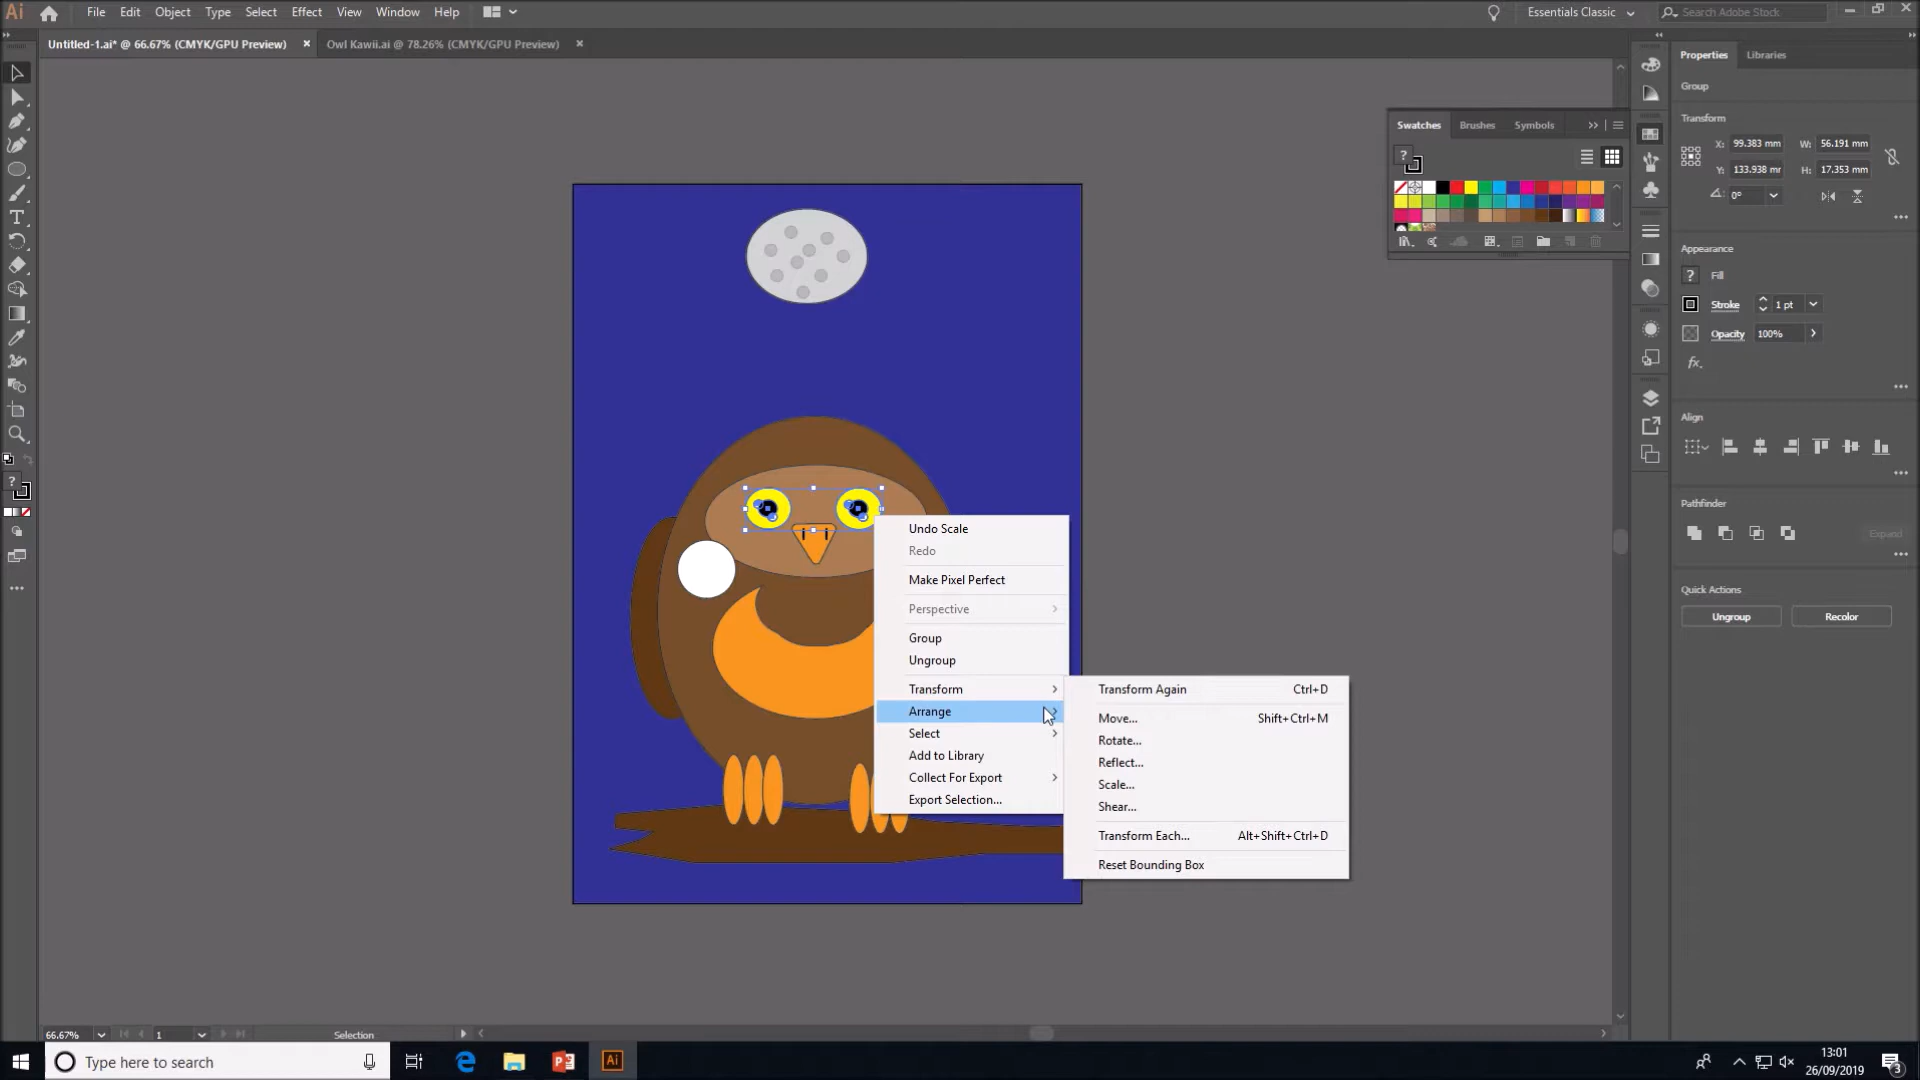 Ai File Edit Object Type Select Effect View Window Help
Essentials Classic Search Adobe Stock
Untitled-1.ai* @ 66.67% (CMYK/GPU Preview) × Owl Kawii.ai @ 78.26% (CMYK/GPU Preview) ×
Properties Libraries
Group
Transform
X: 99.383 mm W: 56.191 mm
Y: 133.938 mr H: 17.353 mm
0°
Swatches Brushes Symbols
?
Appearance
? Fill
Stroke 1 pt
Opacity 100%
fx.
Align
Pathfinder
Expand
Quick Actions
Ungroup Recolor
T
?
Undo Scale
Redo
Make Pixel Perfect
Perspective
Group
Ungroup
Transform
Arrange
Select
Add to Library
Collect For Export
Export Selection...
Transform Again Ctrl+D
Move... Shift+Ctrl+M
Rotate...
Reflect...
Scale...
Shear...
Transform Each... Alt+Shift+Ctrl+D
Reset Bounding Box
66.67% 1 Selection
Type here to search
Ai
13:01
26/09/2019
3